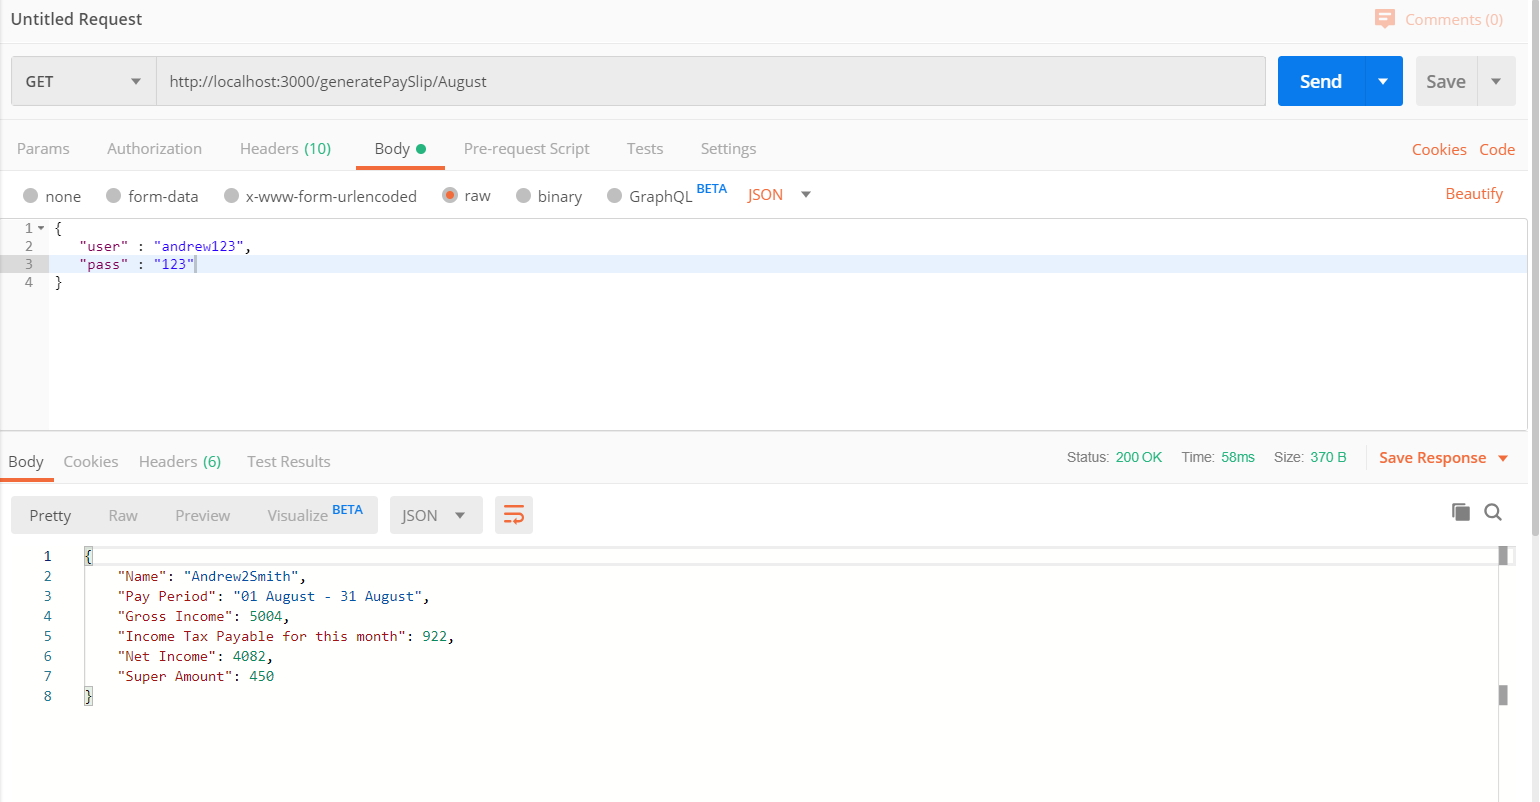 Untitled Request
Comments (0)
GET
http://localhost:3000/generatePaySlip/August
Send
Save
Params Authorization Headers (10) Body Pre-request Script Tests Settings
Cookies Code
none form-data x-www-form-urlencoded raw binary GraphQL BETA JSON
Beautify
1 {
2 "user" : "andrew123",
3 "pass" : "123"
4 }
Body Cookies Headers (6) Test Results
Status: 200 OK Time: 58ms Size: 370 B Save Response
Pretty Raw Preview Visualize BETA JSON
1 {
2 "Name": "Andrew2Smith",
3 "Pay Period": "01 August - 31 August",
4 "Gross Income": 5004,
5 "Income Tax Payable for this month": 922,
6 "Net Income": 4082,
7 "Super Amount": 450
8 }